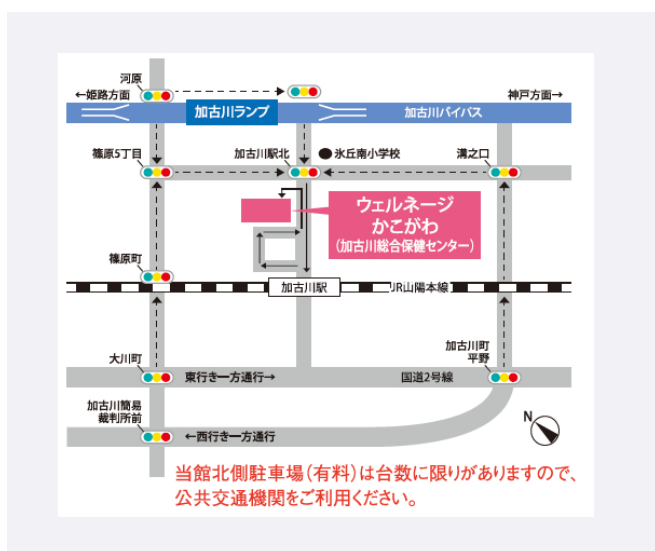 河原
←姫路方面
神戸方面→
加古川ランプ
加古川バイパス
篠原5丁目
加古川駅北
●氷丘南小学校
溝之口
ウェルネージ
かこがわ
(加古川総合保健センター)
篠原町
加古川駅
JR山陽本線
大川町
加古川町
平野
東行き一方通行→
国道2号線
加古川簡易
裁判所前
←西行き一方通行
N
当館北側駐車場(有料)は台数に限りがありますので、
公共交通機関をご利用ください。